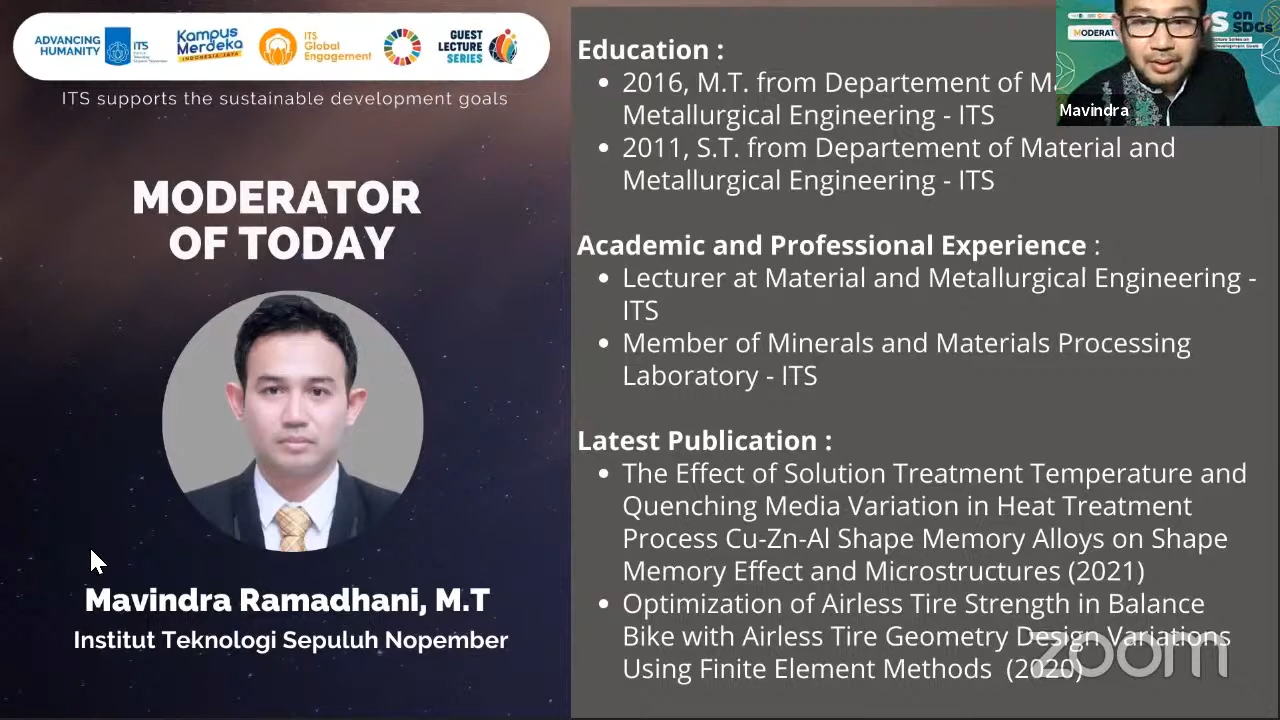 ADVANCING
HUMANITY
ITS
Kampus
Merdeka
INDONESIA JAYA
ITS
Global
Engagement
GUEST
LECTURE
SERIES
ITS supports the sustainable development goals
MODERATOR
OF TODAY
Mavindra Ramadhani, M.T
Institut Teknologi Sepuluh Nopember
Education :
2016, M.T. from Departement of
Metallurgical Engineering - ITS
2011, S.T. from Departement of Material and
Metallurgical Engineering - ITS
Academic and Professional Experience :
Lecturer at Material and Metallurgical Engineering -
ITS
Member of Minerals and Materials Processing
Laboratory - ITS
Latest Publication :
The Effect of Solution Treatment Temperature and
Quenching Media Variation in Heat Treatment
Process Cu-Zn-Al Shape Memory Alloys on Shape
Memory Effect and Microstructures (2021)
Optimization of Airless Tire Strength in Balance
Bike with Airless Tire Geometry Design Variations
Using Finite Element Methods (2020)
zoom
on
SDGs
Mavindra